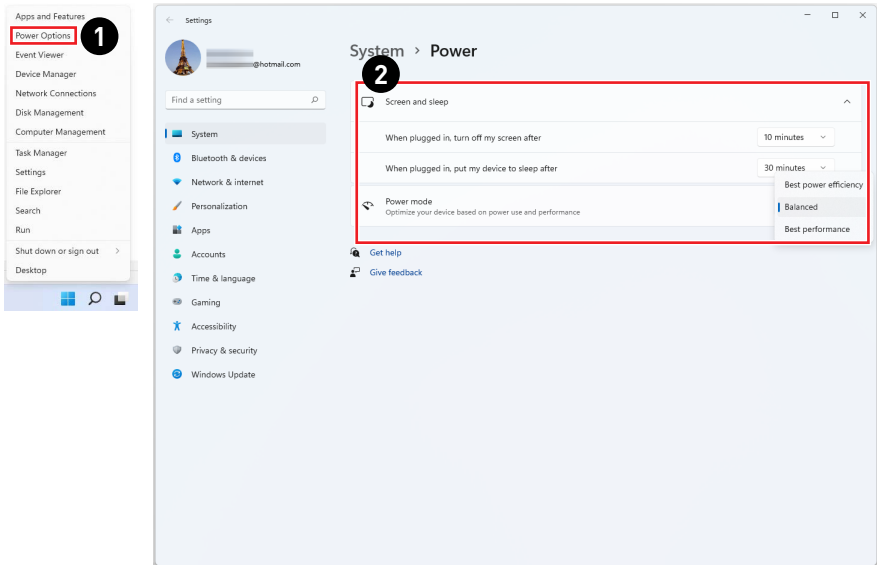 Apps and Features
Power Options
1
Event Viewer
Device Manager
Network Connections
Disk Management
Computer Management
Task Manager
Settings
File Explorer
Search
Run
Shut down or sign out
Desktop
Settings
@hotmail.com
Find a setting
System
Bluetooth & devices
Network & internet
Personalization
Apps
Accounts
Time & language
Gaming
Accessibility
Privacy & security
Windows Update
System > Power
2
Screen and sleep
When plugged in, turn off my screen after
10 minutes
When plugged in, put my device to sleep after
30 minutes
Power mode
Optimize your device based on power use and performance
Best power efficiency
Balanced
Best performance
Get help
Give feedback